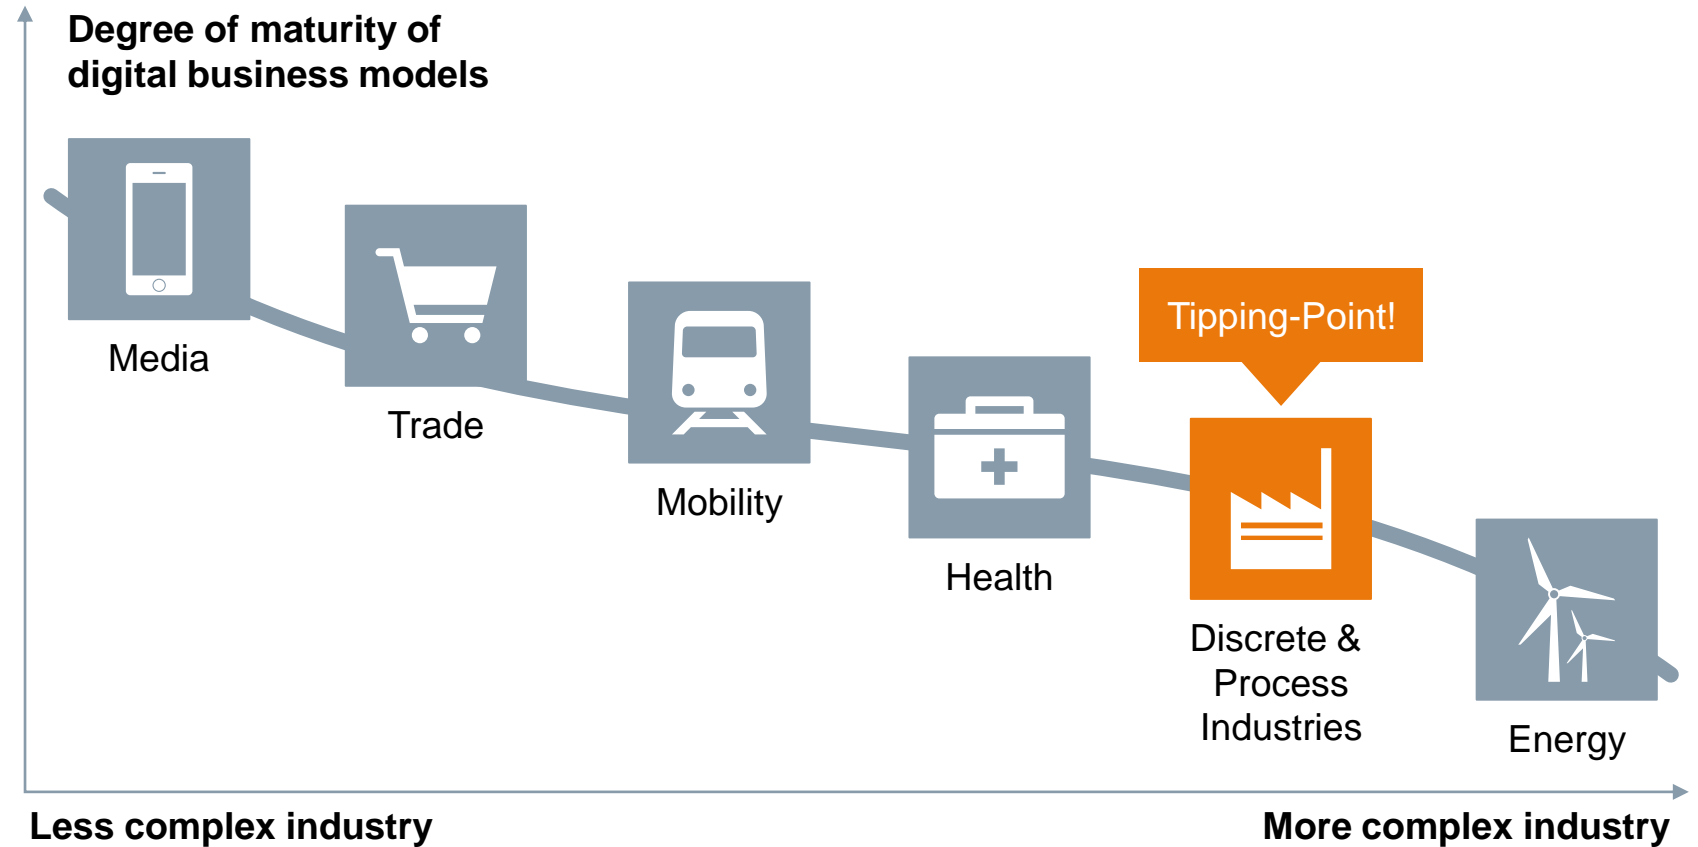 Degree of maturity of
digital business models
Media
Trade
Mobility
Health
Tipping-Point!
Discrete &
Process
Industries
Energy
Less complex industry
More complex industry